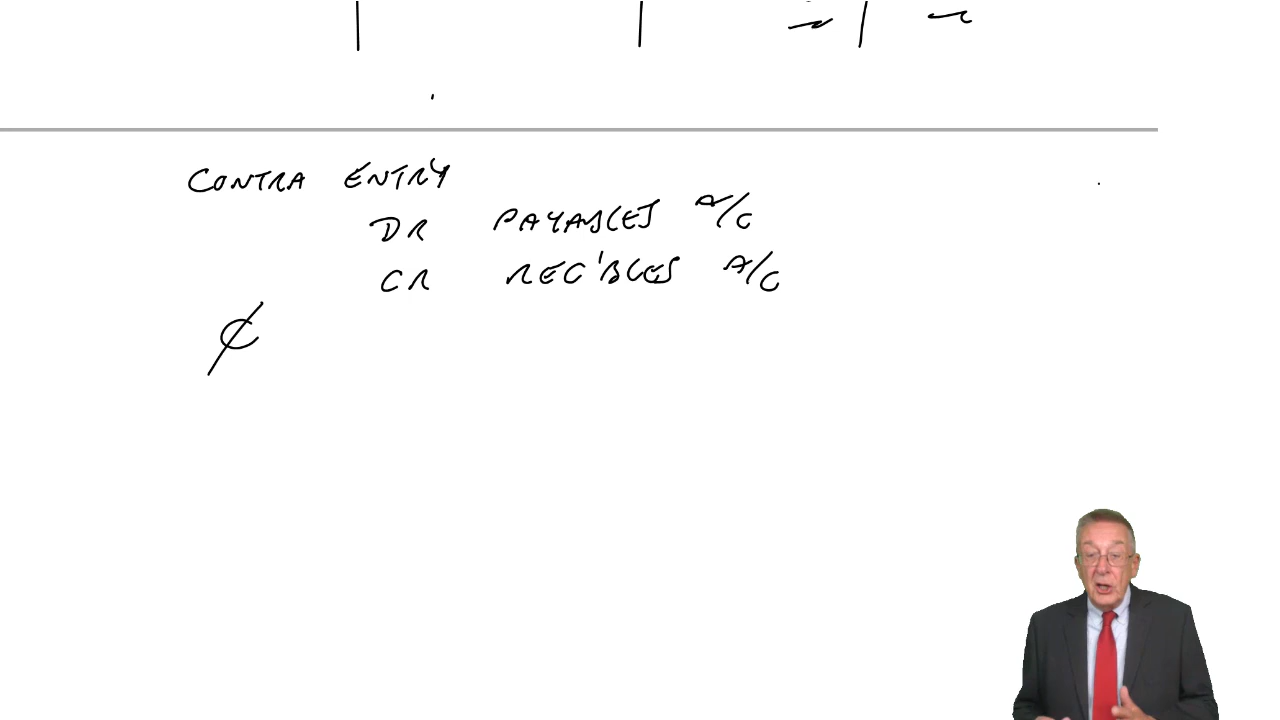 CONTRA ENTRY
DR PAYABLES A/C
CR REC'BLES A/C
¢